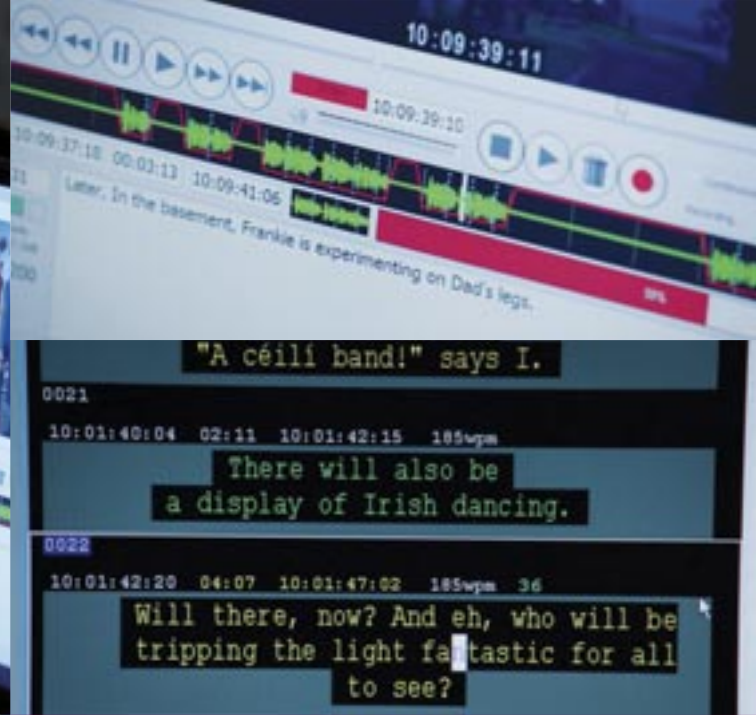 10:09:39:11
10:09:39:10
10:09:37:18 00:03:13 10:09:41:06
Later, In the basement, Frankie is experimenting on Dad's legs.
"A céilí band!" says I.
0021
10:01:40:04 02:11 10:01:42:15 185wpm
There will also be
a display of Irish dancing.
0022
10:01:42:20 04:07 10:01:47:02 185wpm 36
Will there, now? And eh, who will be
tripping the light fantastic for all
to see?